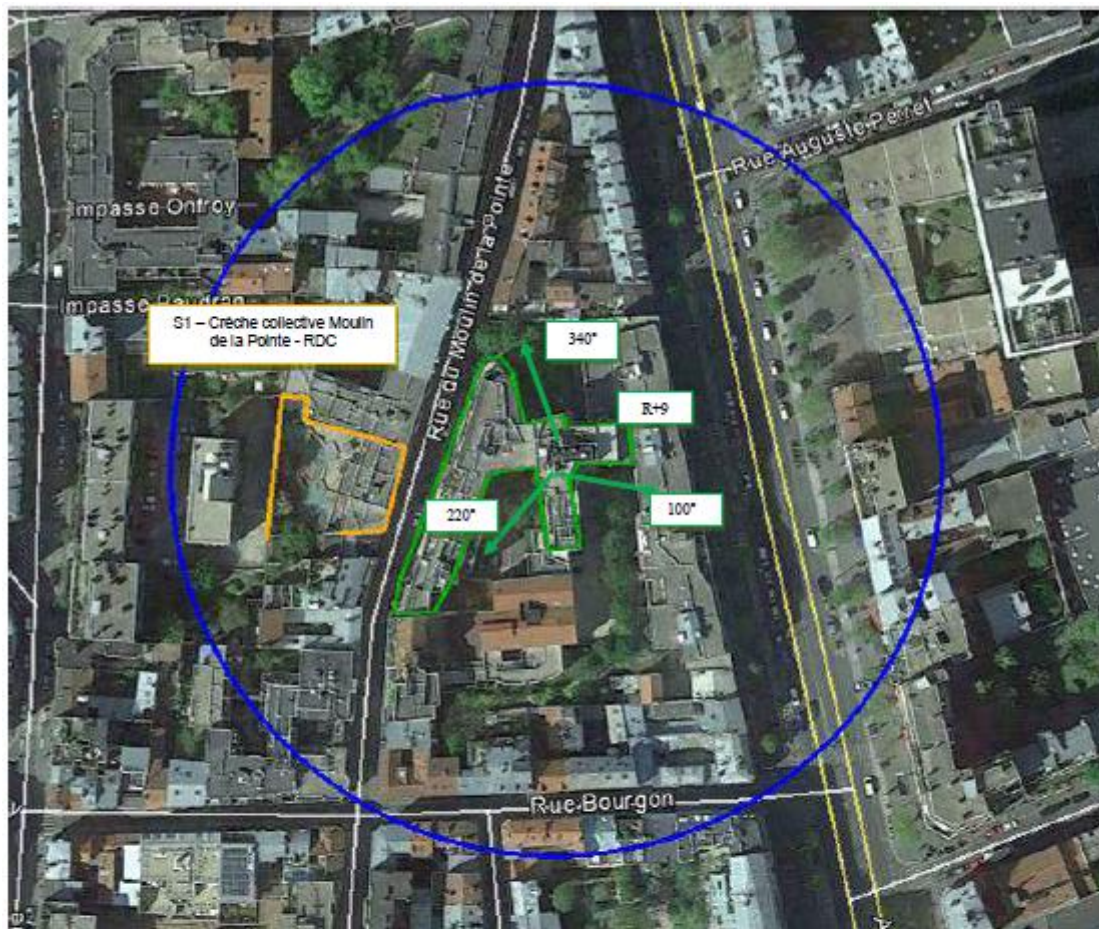 Rue Auguste Perret
Impasse Onfroy
Impasse Baudran
S1 – Crèche collective Moulin
de la Pointe - RDC
Rue du Moulin de la Pointe
340°
R+9
220°
100°
Rue Bourgon
A